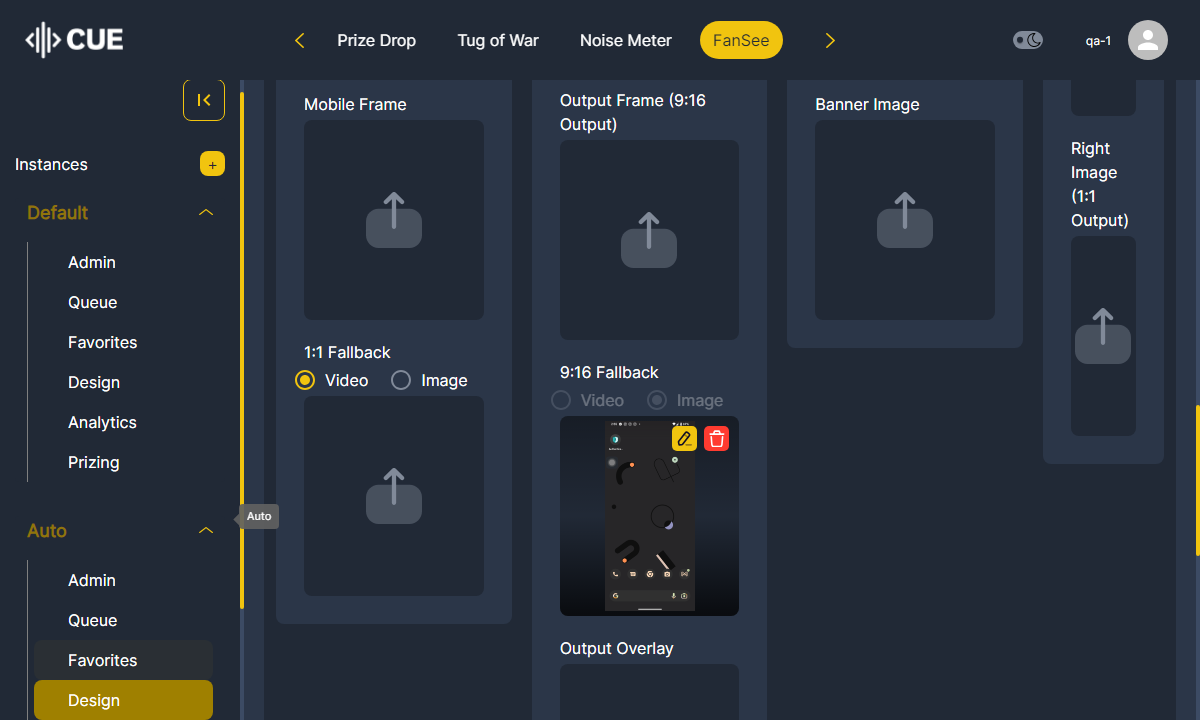 CUE
Prize Drop
Tug of War
Noise Meter
FanSee
qa-1
Instances
+
Default
Admin
Queue
Favorites
Design
Analytics
Prizing
Auto
Auto
Admin
Queue
Favorites
Design
Mobile Frame
1:1 Fallback
Video
Image
Output Frame (9:16
Output)
9:16 Fallback
Video
Image
Output Overlay
Banner Image
Right
Image
(1:1
Output)